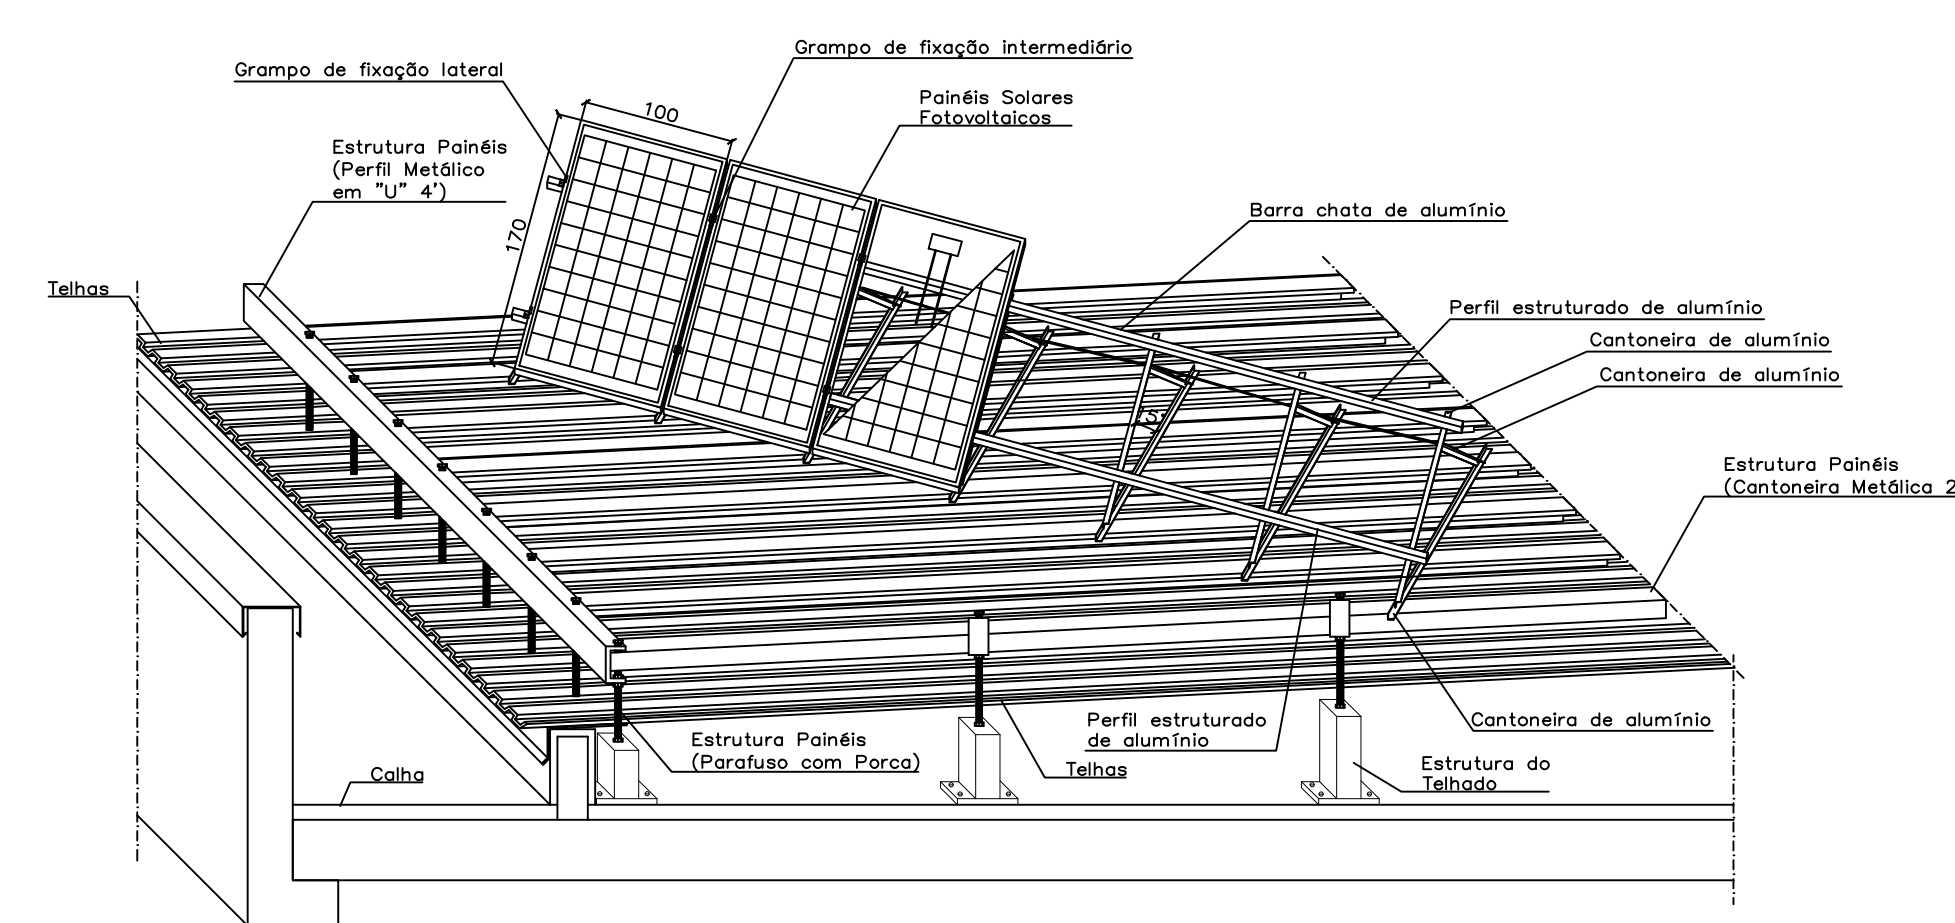 Grampo de fixação intermediário
Grampo de fixação lateral
Painéis Solares
Fotovoltaicos
100
Estrutura Painéis
(Perfil Metálico
em "U" 4')
170
Barra chata de alumínio
Telhas
Perfil estruturado de alumínio
Cantoneira de alumínio
Cantoneira de alumínio
Estrutura Painéis
(Cantoneira Metálica 2
Perfil estruturado
de alumínio
Cantoneira de alumínio
Estrutura Painéis
(Parafuso com Porca)
Telhas
Calha
Estrutura do
Telhado